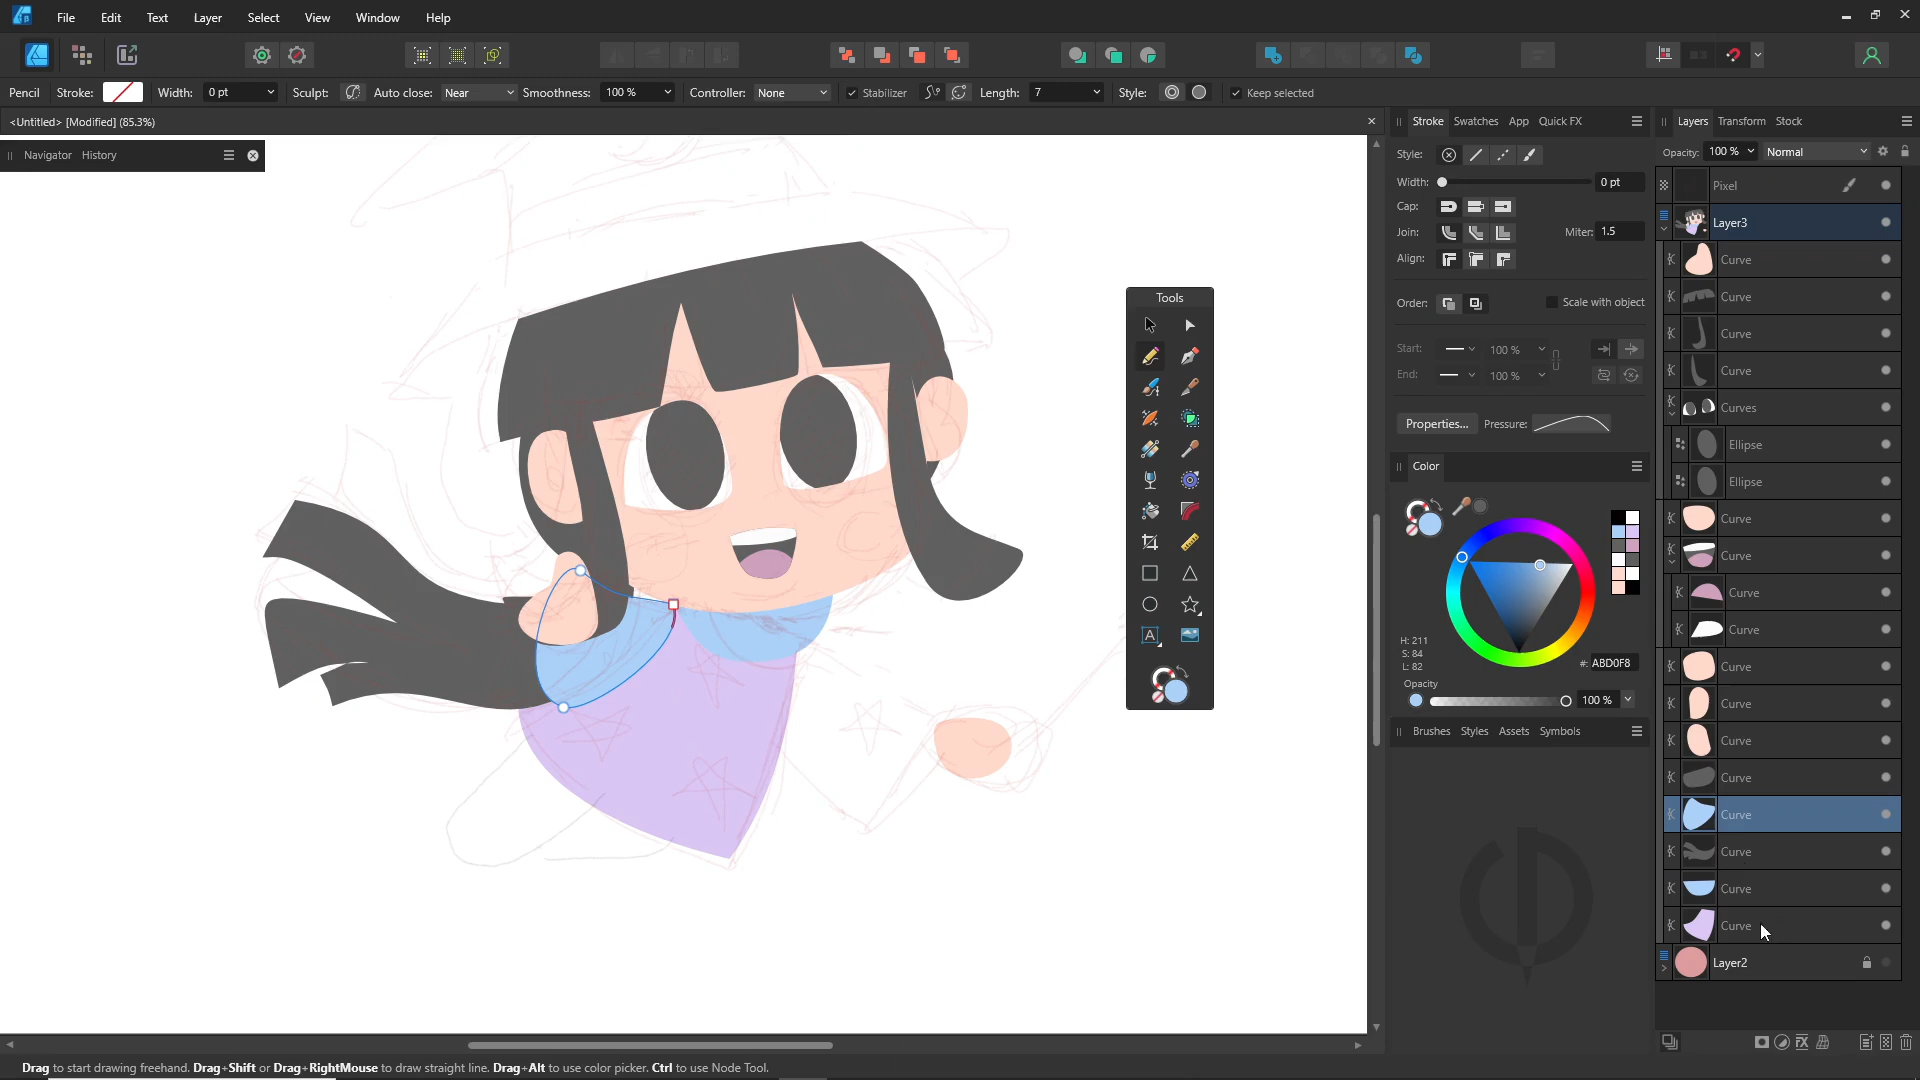 File Edit Text Layer Select View Window Help
Pencil Stroke: Width: 0 pt Sculpt: Auto close: Near Smoothness: 100 % Controller: None Stabilizer Length: 7 Style: Keep selected
<Untitled> [Modified] (85.3%)
Navigator History
Tools
Stroke Swatches App Quick FX
Style:
Width: 0 pt
Cap:
Join: Miter: 1.5
Align:
Order: Scale with object
Start: 100 %
End: 100 %
Properties... Pressure:
Color
H: 211
S: 84
L: 82
#: ABD0F8
Opacity
100 %
Brushes Styles Assets Symbols
Layers Transform Stock
Opacity: 100 % Normal
Pixel
Layer3
Curve
Curve
Curve
Curve
Curves
Ellipse
Ellipse
Curve
Curve
Curve
Curve
Curve
Curve
Curve
Curve
Curve
Curve
Curve
Curve
Layer2
Drag to start drawing freehand. Drag+Shift or Drag+RightMouse to draw straight line. Drag+Alt to use color picker. Ctrl to use Node Tool.